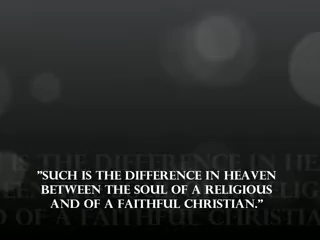 "SUCH IS THE DIFFERENCE IN HEAVEN
BETWEEN THE SOUL OF A RELIGIOUS
AND OF A FAITHFUL CHRISTIAN."